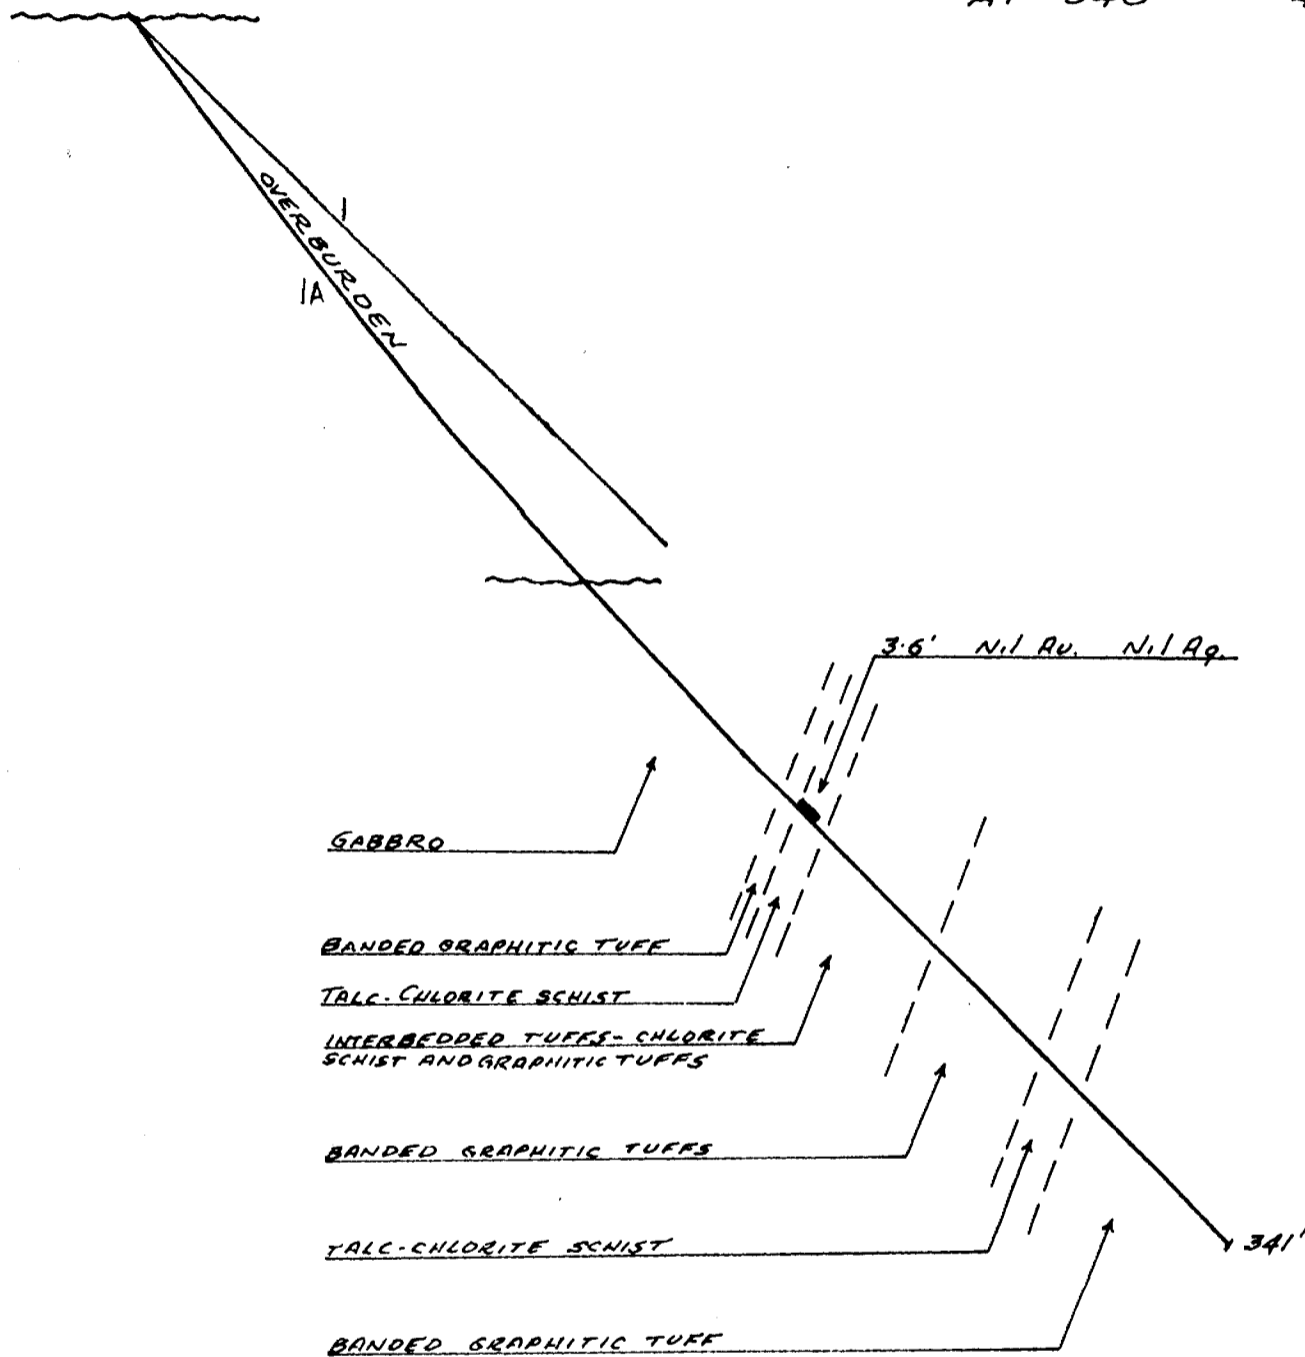 1
OVERBURDEN
1A
3.6' Nil Au. Nil Ag.
GABBRO
BANDED GRAPHITIC TUFF
TALC-CHLORITE SCHIST
INTERBEDDED TUFFS-CHLORITE
SCHIST AND GRAPHITIC TUFFS
BANDED GRAPHITIC TUFFS
TALC-CHLORITE SCHIST
341'
BANDED GRAPHITIC TUFF